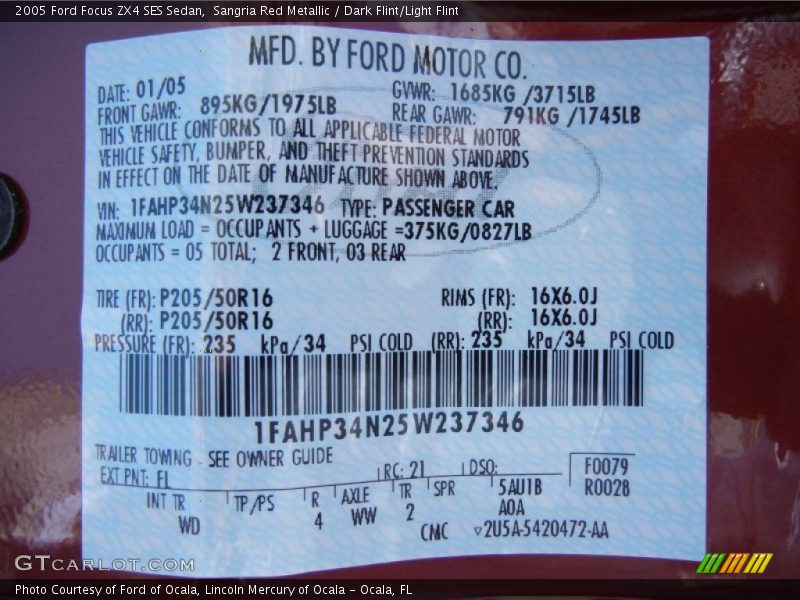 2005 Ford Focus ZX4 SES Sedan, Sangria Red Metallic / Dark Flint/Light Flint
MFD. BY FORD MOTOR CO.
DATE: 01/05 GVWR: 1685KG /3715LB
FRONT GAWR: 895KG/1975LB REAR GAWR: 791KG /1745LB
THIS VEHICLE CONFORMS TO ALL APPLICABLE FEDERAL MOTOR
VEHICLE SAFETY, BUMPER, AND THEFT PREVENTION STANDARDS
IN EFFECT ON THE DATE OF MANUFACTURE SHOWN ABOVE.
VIN: 1FAHP34N25W237346 TYPE: PASSENGER CAR
MAXIMUM LOAD = OCCUPANTS + LUGGAGE =375KG/0827LB
OCCUPANTS = 05 TOTAL; 2 FRONT, 03 REAR
TIRE (FR): P205/50R16 RIMS (FR): 16X6.0J
(RR): P205/50R16 (RR): 16X6.0J
PRESSURE (FR): 235 kPa/34 PSI COLD (RR): 235 kPa/34 PSI COLD
1FAHP34N25W237346
TRAILER TOWING - SEE OWNER GUIDE
EXT PNT: FL RC: 21 DSO: F0079
INT TR TP/PS R AXLE TR SPR 5AU1B R0028
WD 4 WW 2 AOA
CMC 2U5A-5420472-AA
GTCARLOT.COM
Photo Courtesy of Ford of Ocala, Lincoln Mercury of Ocala - Ocala, FL